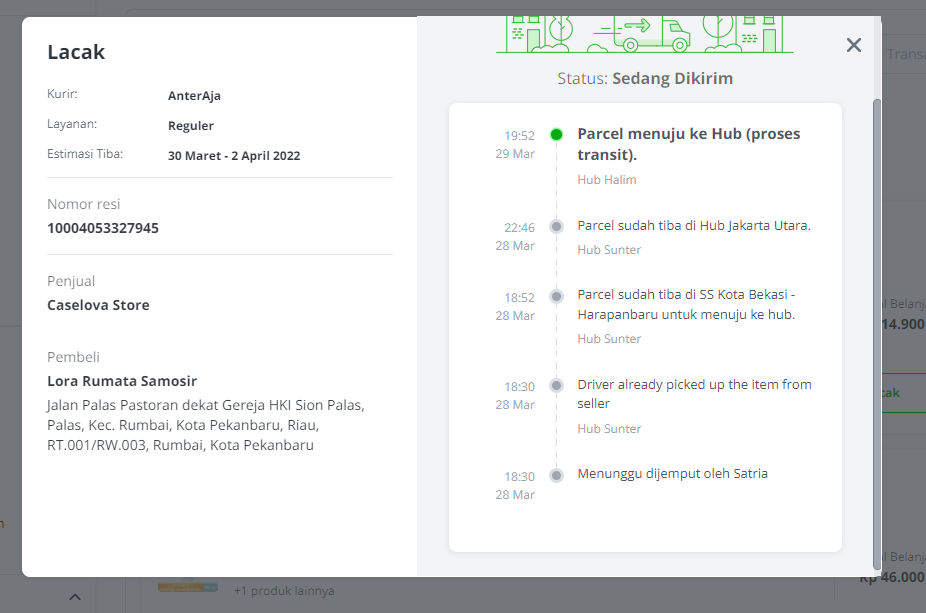 Lacak
Kurir:
AnterAja
Layanan:
Reguler
Estimasi Tiba:
30 Maret - 2 April 2022
Nomor resi
10004053327945
Penjual
Caselova Store
Pembeli
Lora Rumata Samosir
Jalan Palas Pastoran dekat Gereja HKI Sion Palas,
Palas, Kec. Rumbai, Kota Pekanbaru, Riau,
RT.001/RW.003, Rumbai, Kota Pekanbaru
Status: Sedang Dikirim
19:52
29 Mar
Parcel menuju ke Hub (proses
transit).
Hub Halim
22:46
28 Mar
Parcel sudah tiba di Hub Jakarta Utara.
Hub Sunter
18:52
28 Mar
Parcel sudah tiba di SS Kota Bekasi -
Harapanbaru untuk menuju ke hub.
Hub Sunter
18:30
28 Mar
Driver already picked up the item from
seller
Hub Sunter
18:30
28 Mar
Menunggu dijemput oleh Satria
Transa
l Belanja
14.900
cak
l Belanja
Rp 46.000
+1 produk lainnya